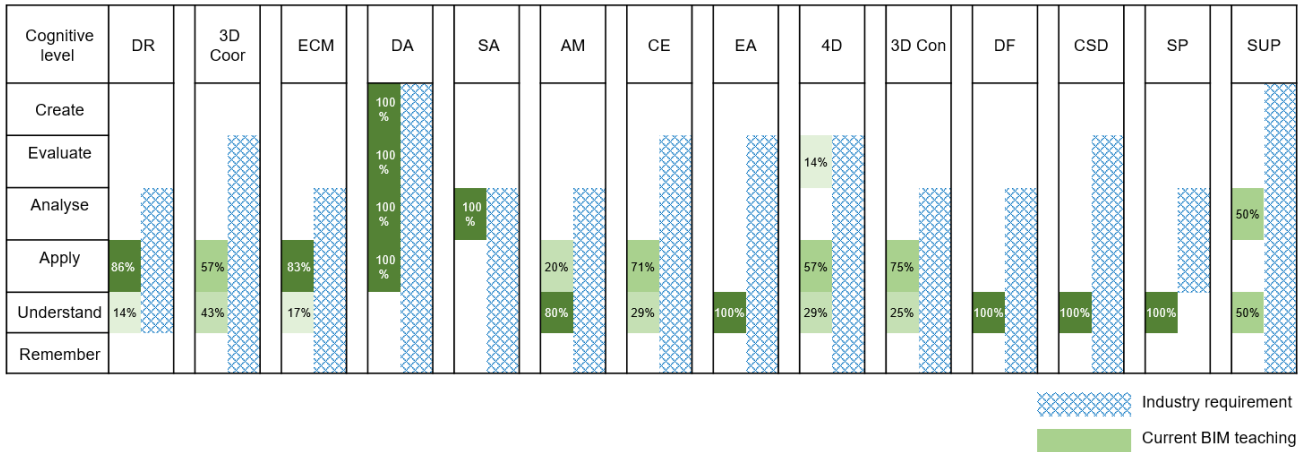 Cognitive level DR 3D Coor ECM DA SA AM CE EA 4D 3D Con DF CSD SP SUP
Create 100 %
Evaluate 100 % 14%
Analyse 100 % 100 % 50%
Apply 86% 57% 83% 100 % 20% 71% 57% 75%
Understand 14% 43% 17% 80% 29% 100% 29% 25% 100% 100% 100% 50%
Remember
Industry requirement
Current BIM teaching